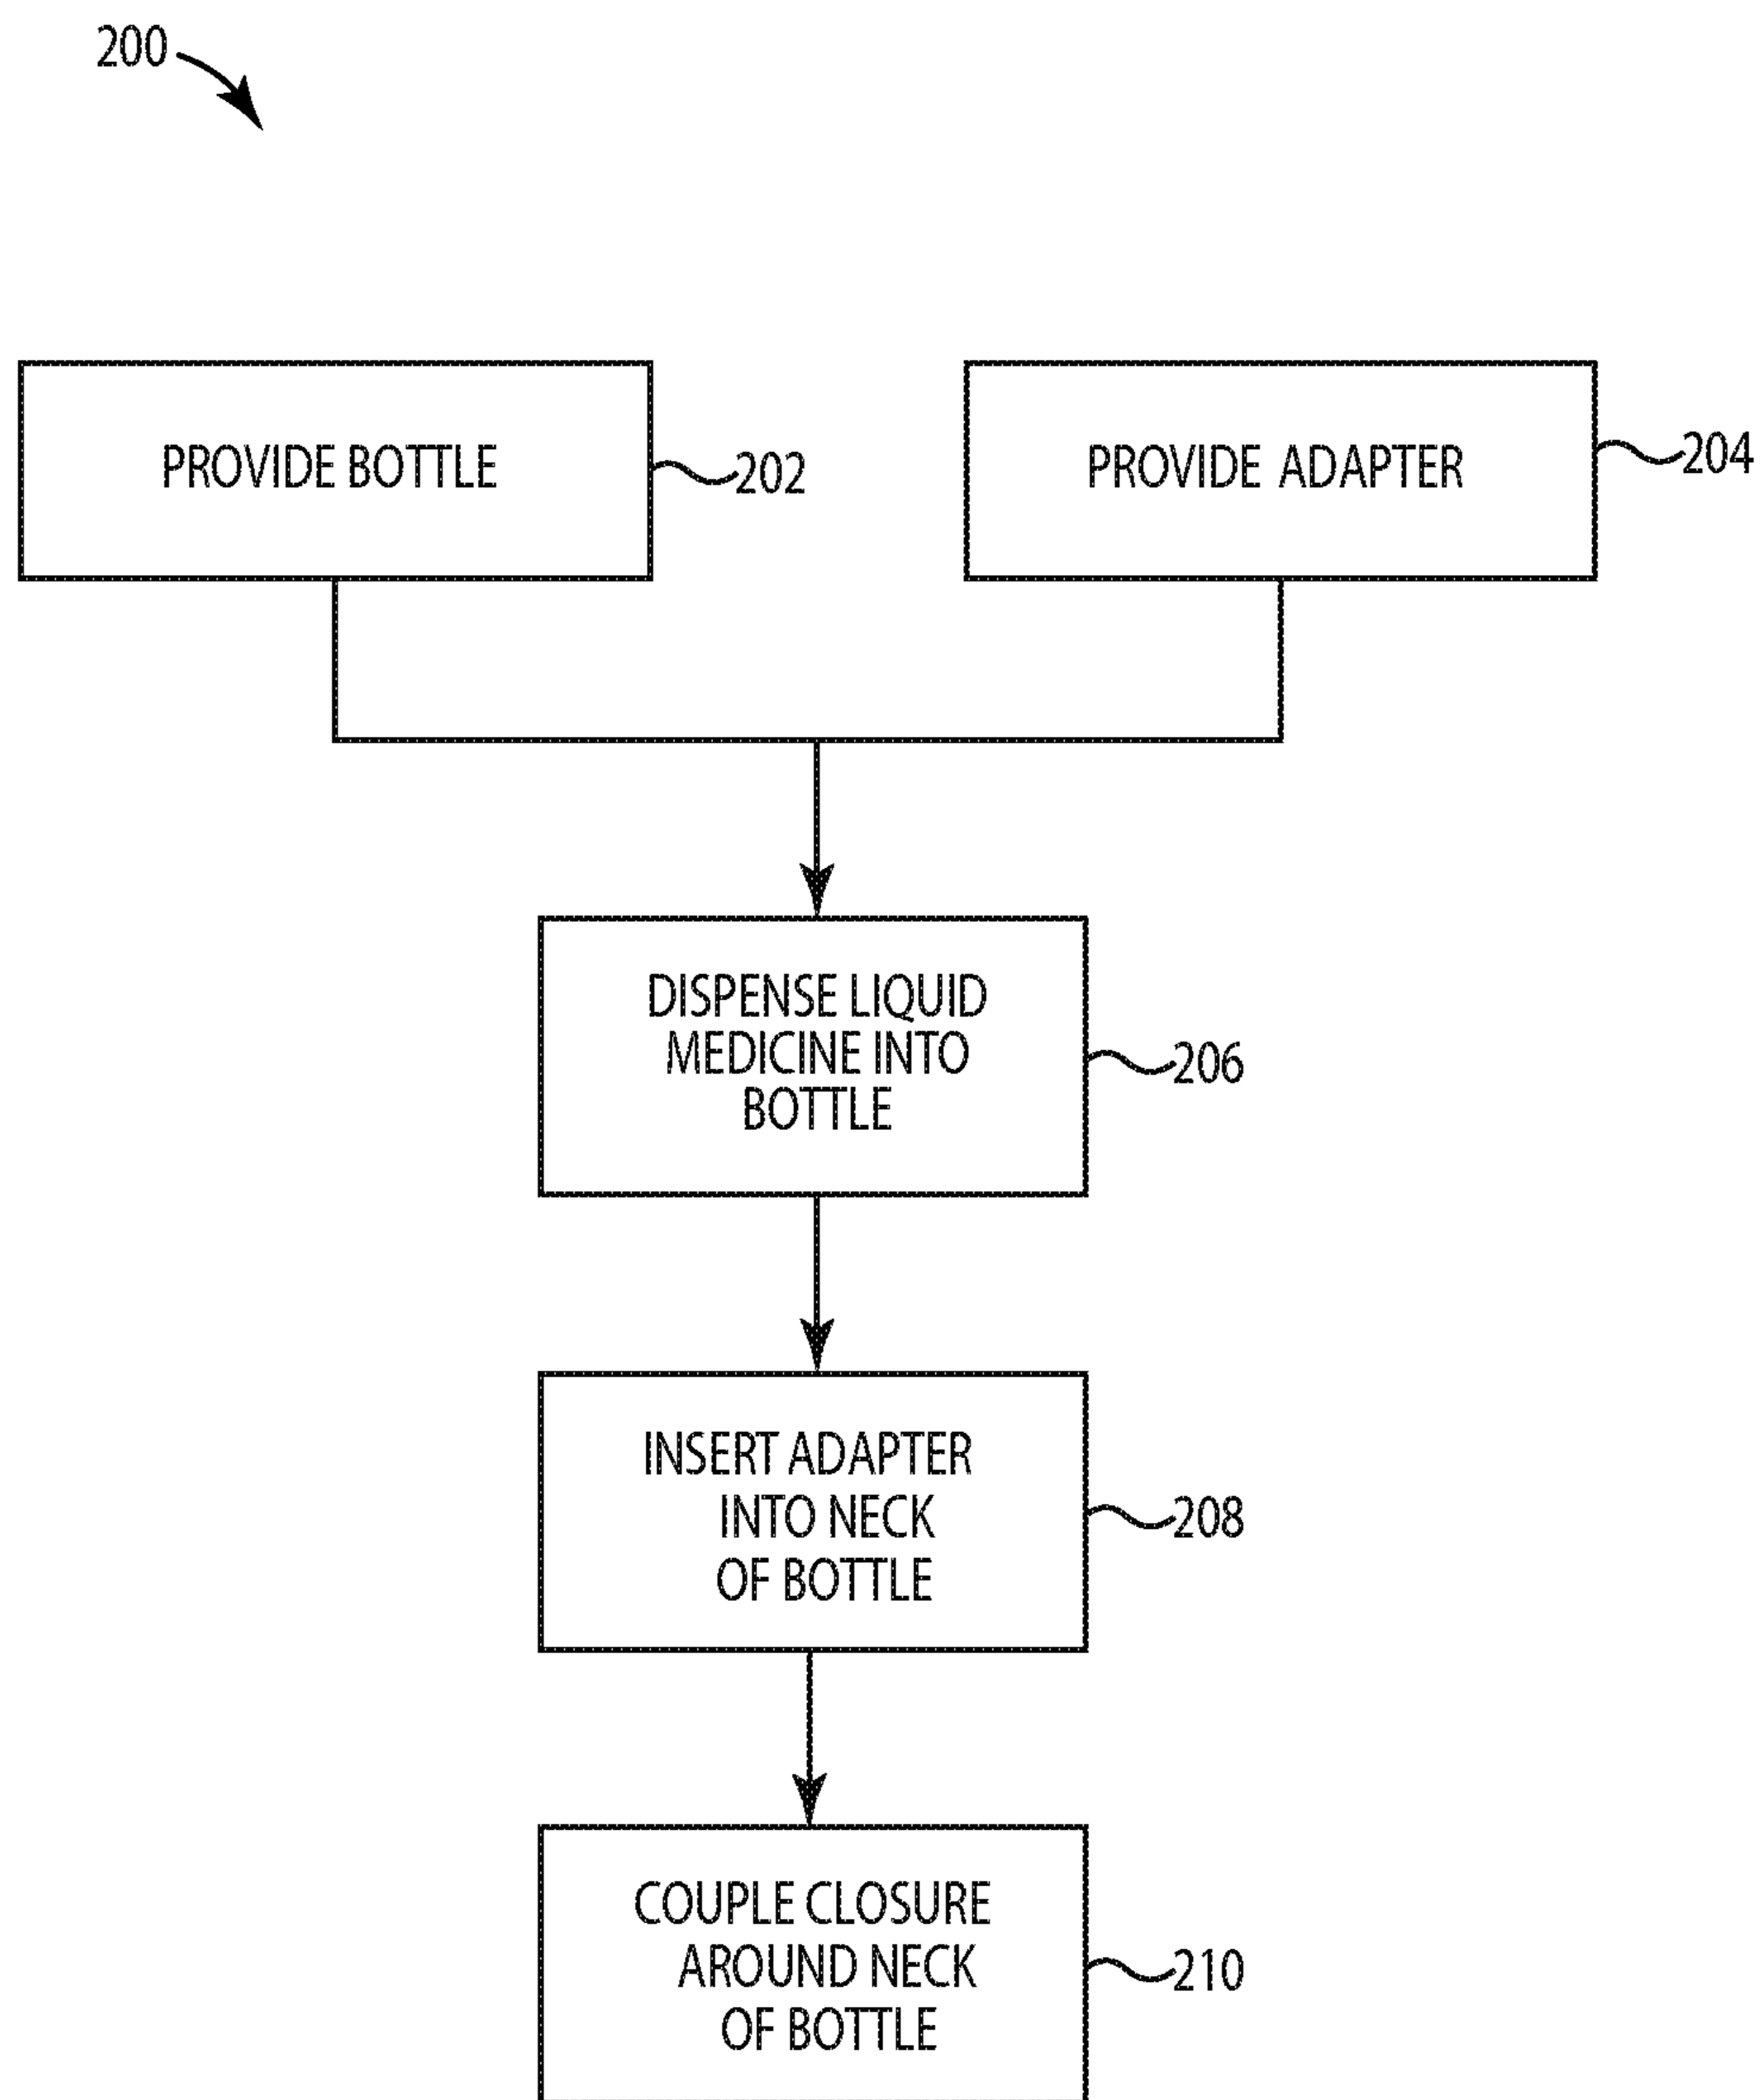 200
PROVIDE BOTTLE
202
PROVIDE ADAPTER
204
DISPENSE LIQUID
MEDICINE INTO
BOTTLE
206
INSERT ADAPTER
INTO NECK
OF BOTTLE
208
COUPLE CLOSURE
AROUND NECK
OF BOTTLE
210